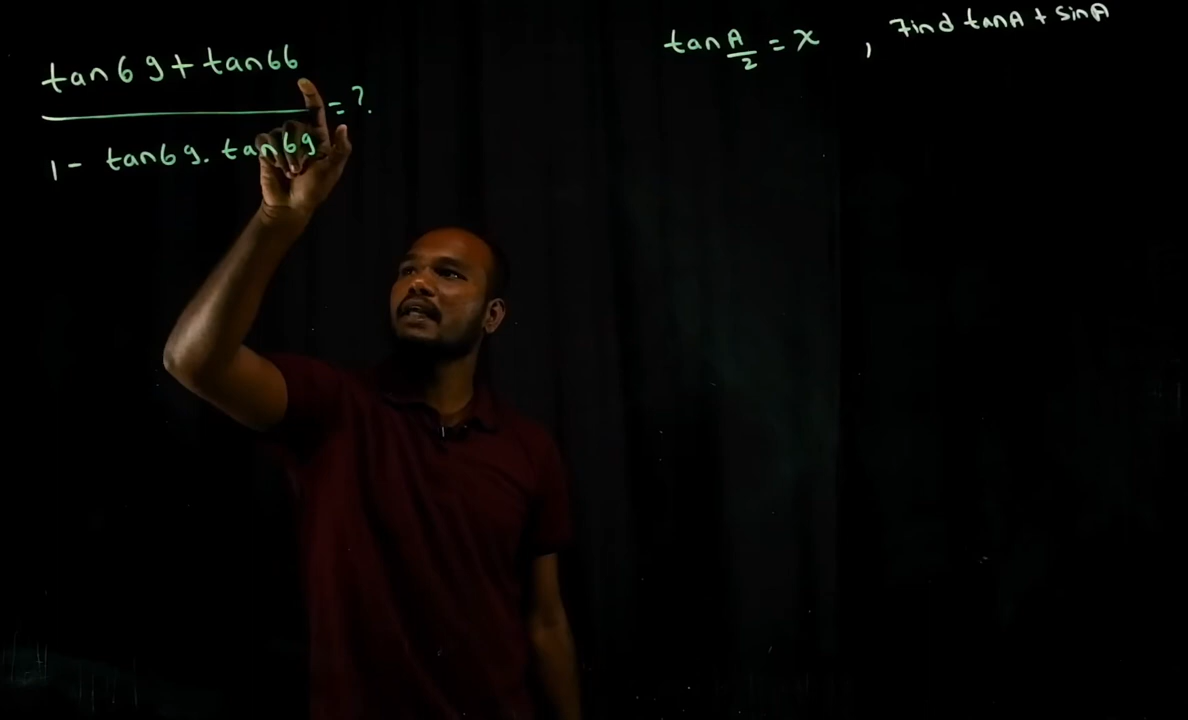 tan69 + tan66
= ?
1 - tan69. tan69
tan A/2 = x , Find tanA + sinA